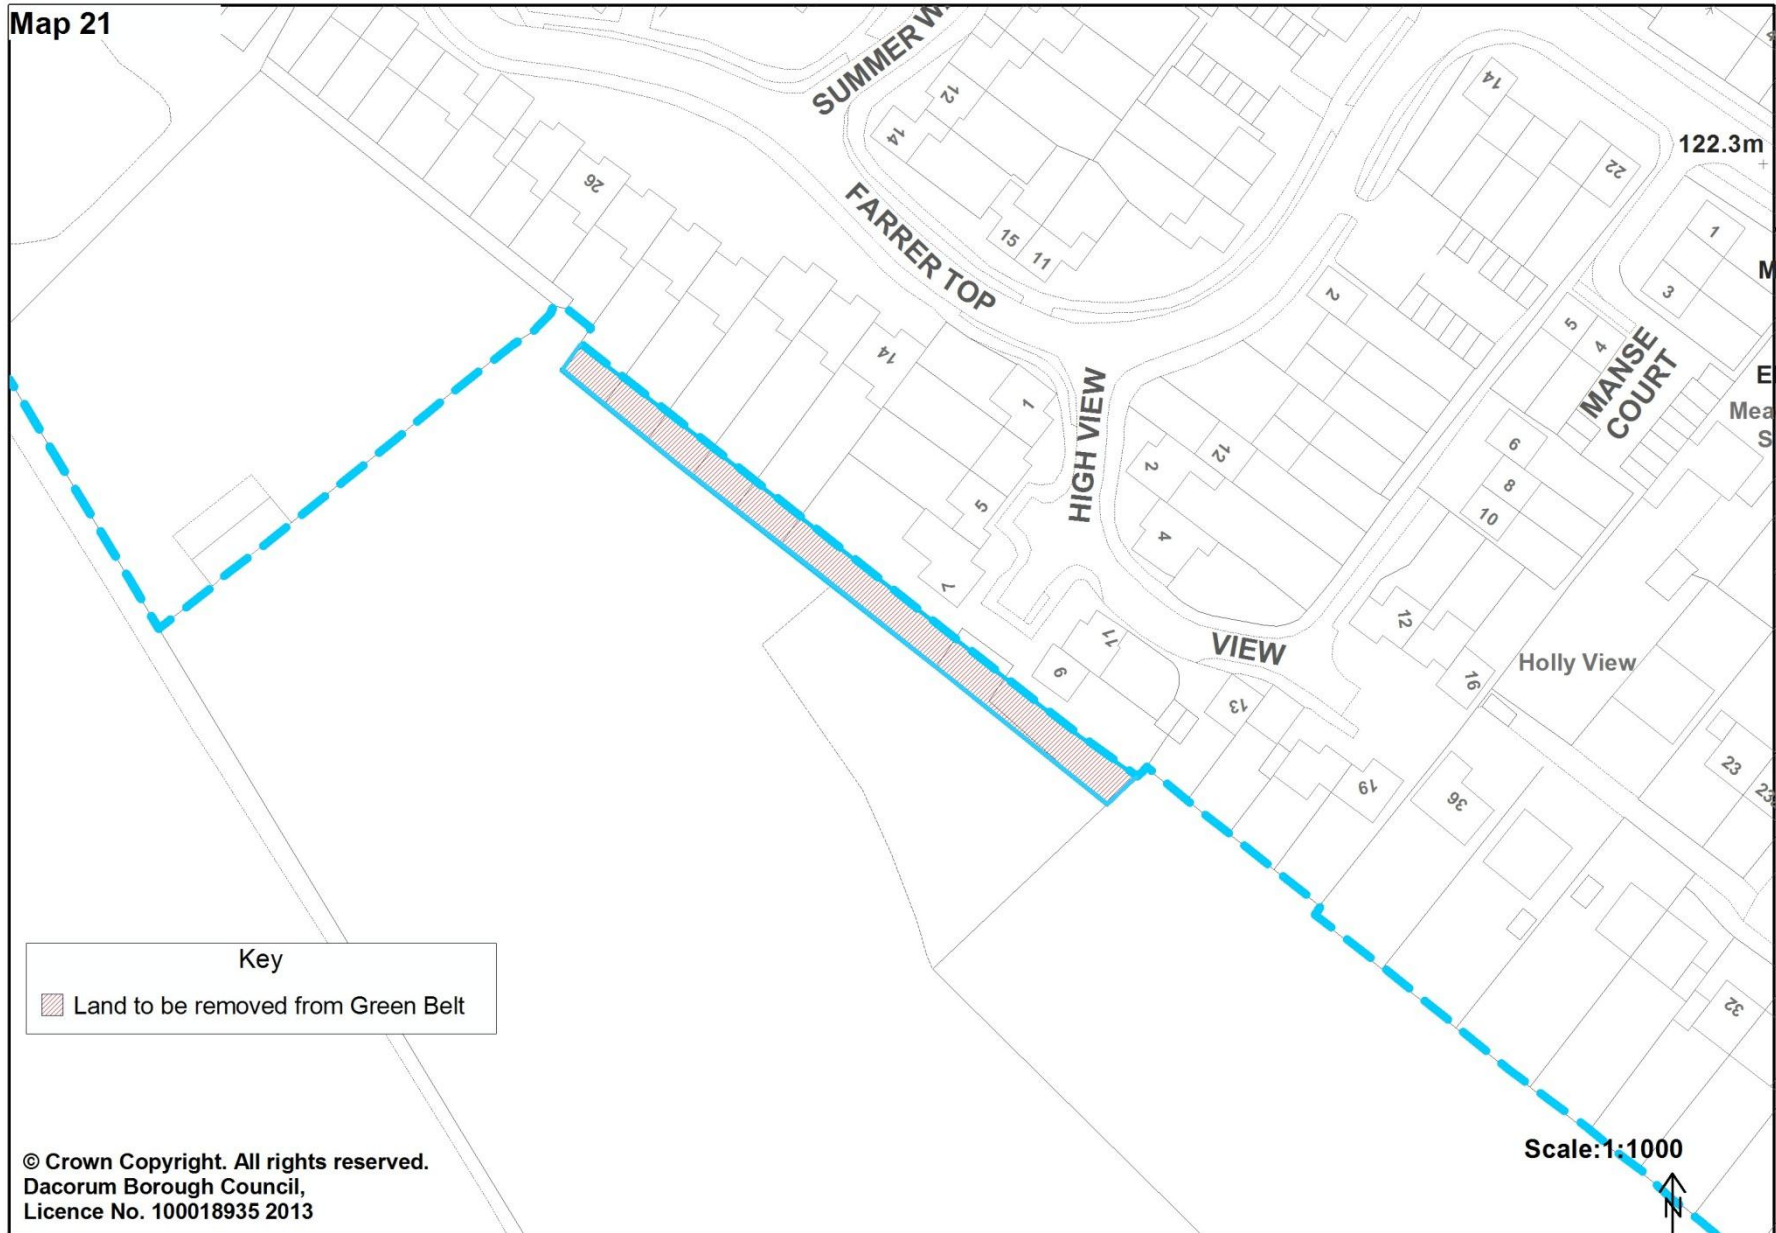 Map 21
SUMMER W
12
14
14
122.3m
22
26
FARRER TOP
15
11
1
3
M
2
5
4
MANSE
COURT
E
Mea
S
14
1
HIGH VIEW
2
12
6
8
10
5
4
7
12
11
VIEW
9
Holly View
16
13
19
36
23
23
32
Key
Land to be removed from Green Belt
Scale:1:1000
N
© Crown Copyright. All rights reserved.
Dacorum Borough Council,
Licence No. 100018935 2013